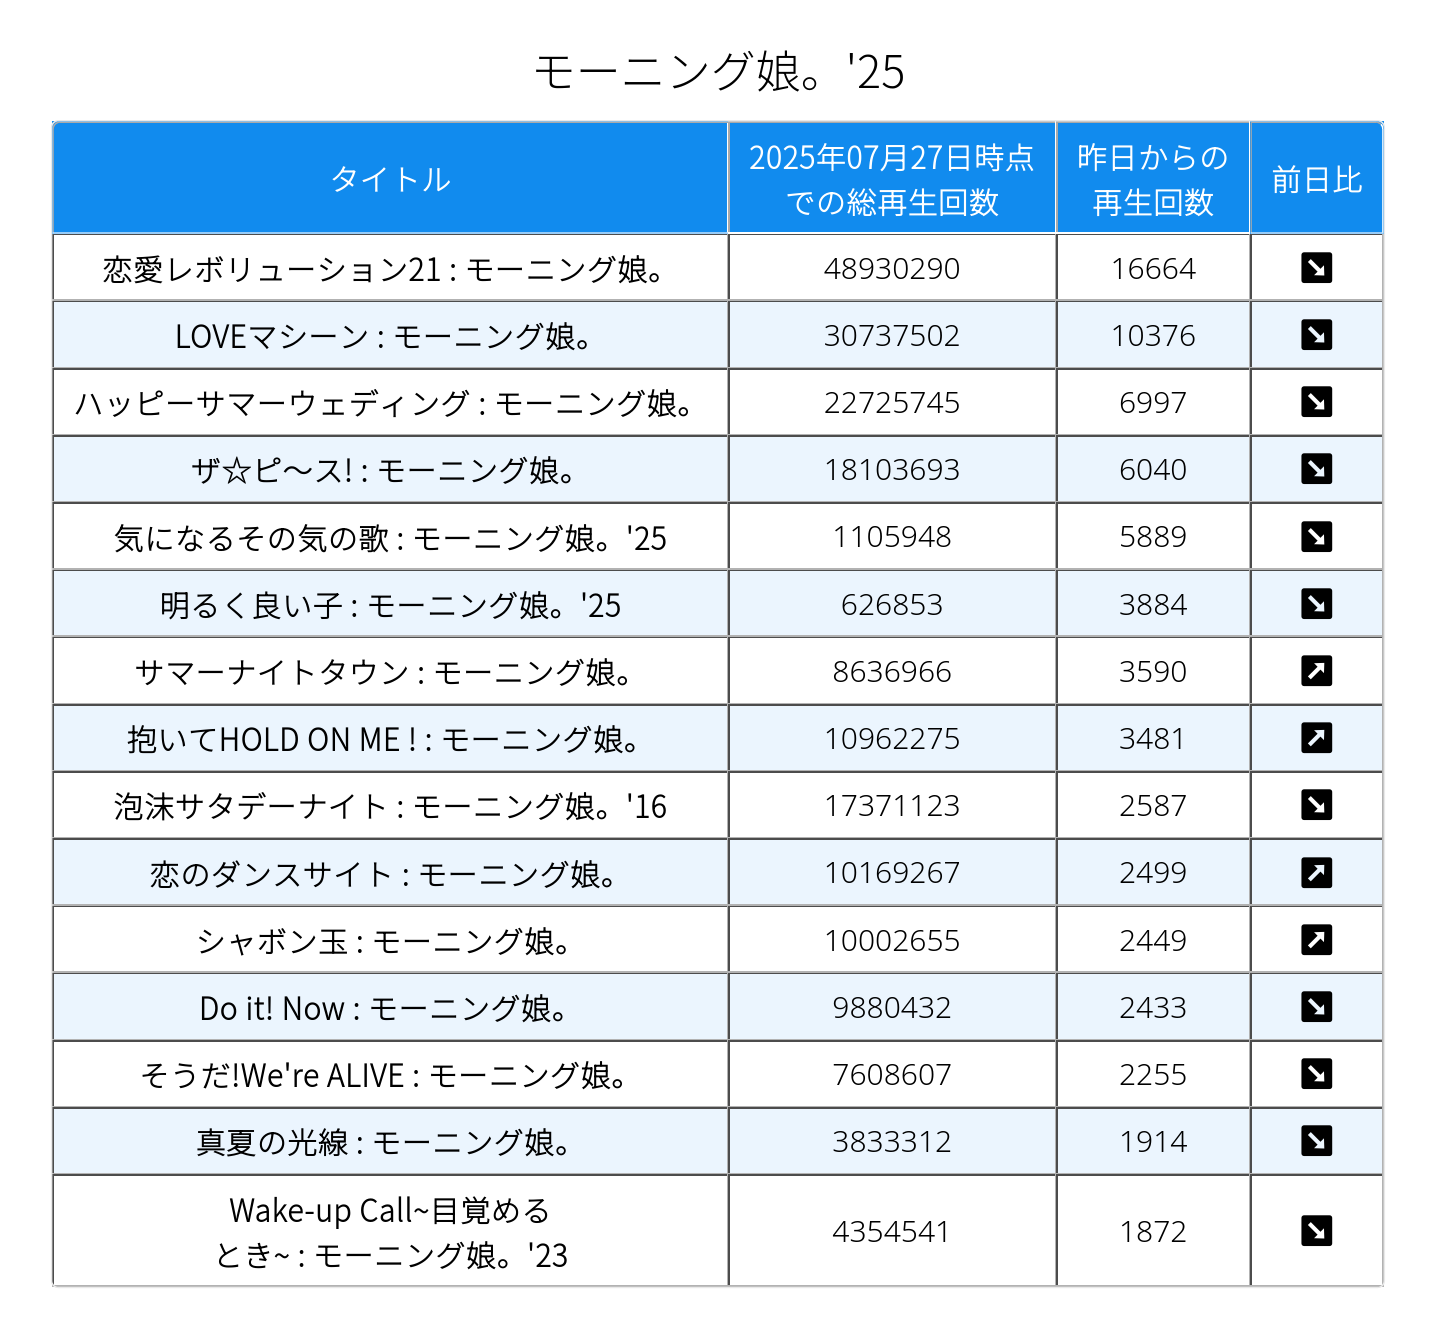 モーニング娘。'25
タイトル
2025年07月27日時点
での総再生回数
昨日からの
再生回数
前日比
恋愛レボリューション21 : モーニング娘。 48930290 16664 ↘
LOVEマシーン : モーニング娘。 30737502 10376 ↘
ハッピーサマーウェディング : モーニング娘。 22725745 6997 ↘
ザ☆ピ〜ス! : モーニング娘。 18103693 6040 ↘
気になるその気の歌 : モーニング娘。'25 1105948 5889 ↘
明るく良い子 : モーニング娘。'25 626853 3884 ↘
サマーナイトタウン : モーニング娘。 8636966 3590 ↗
抱いてHOLD ON ME ! : モーニング娘。 10962275 3481 ↗
泡沫サタデーナイト : モーニング娘。'16 17371123 2587 ↘
恋のダンスサイト : モーニング娘。 10169267 2499 ↗
シャボン玉 : モーニング娘。 10002655 2449 ↗
Do it! Now : モーニング娘。 9880432 2433 ↘
そうだ!We're ALIVE : モーニング娘。 7608607 2255 ↘
真夏の光線 : モーニング娘。 3833312 1914 ↘
Wake-up Call~目覚める
とき~ : モーニング娘。'23 4354541 1872 ↘